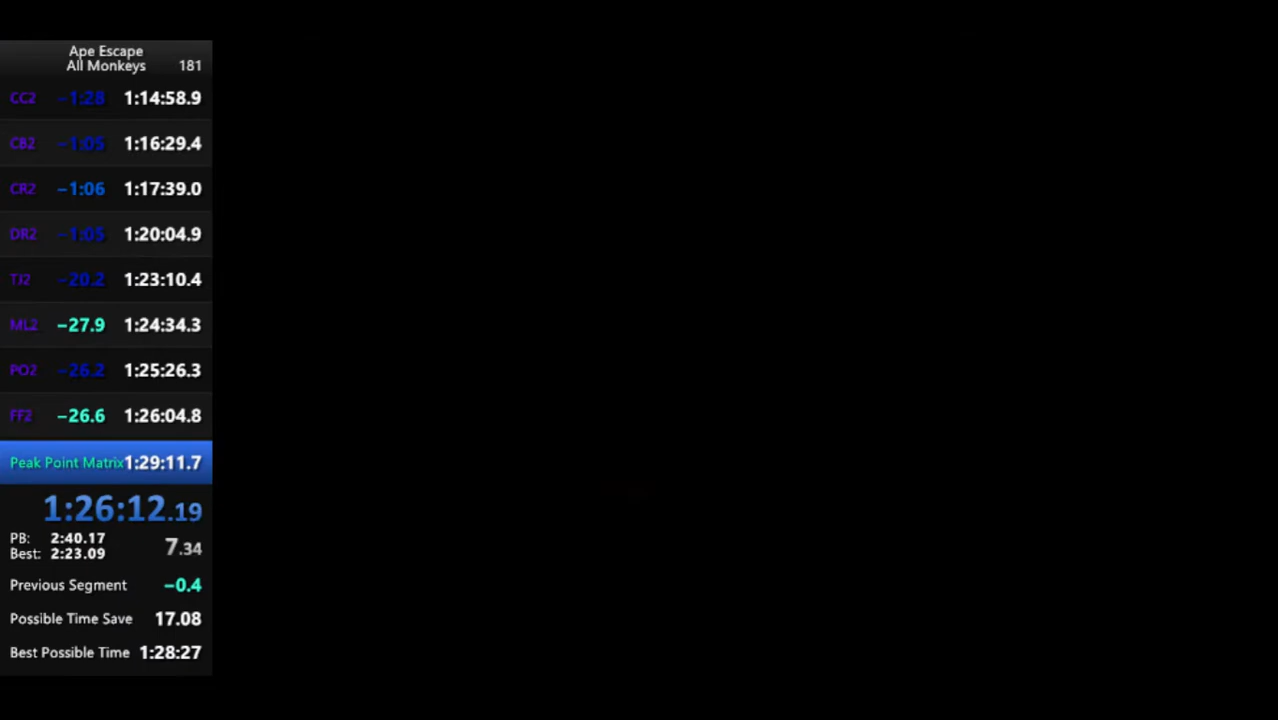 Ape Escape
All Monkeys 181
CC2 -1:28 1:14:58.9
CB2 -1:05 1:16:29.4
CR2 -1:06 1:17:39.0
DR2 -1:05 1:20:04.9
TJ2 -20.2 1:23:10.4
ML2 -27.9 1:24:34.3
PO2 -26.2 1:25:26.3
FF2 -26.6 1:26:04.8
Peak Point Matrix 1:29:11.7
1:26:12.19
PB: 2:40.17
Best: 2:23.09 7.34
Previous Segment -0.4
Possible Time Save 17.08
Best Possible Time 1:28:27